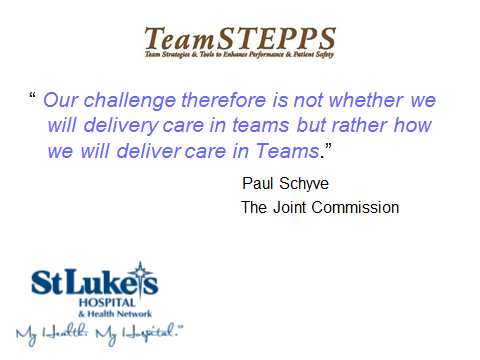 TeamSTEPPS
Team Strategies & Tools to Enhance Performance & Patient Safety
“ Our challenge therefore is not whether we
will delivery care in teams but rather how
we will deliver care in Teams.”
Paul Schyve
The Joint Commission
St Luke's
HOSPITAL
& Health Network
My Health. My Hospital.℠